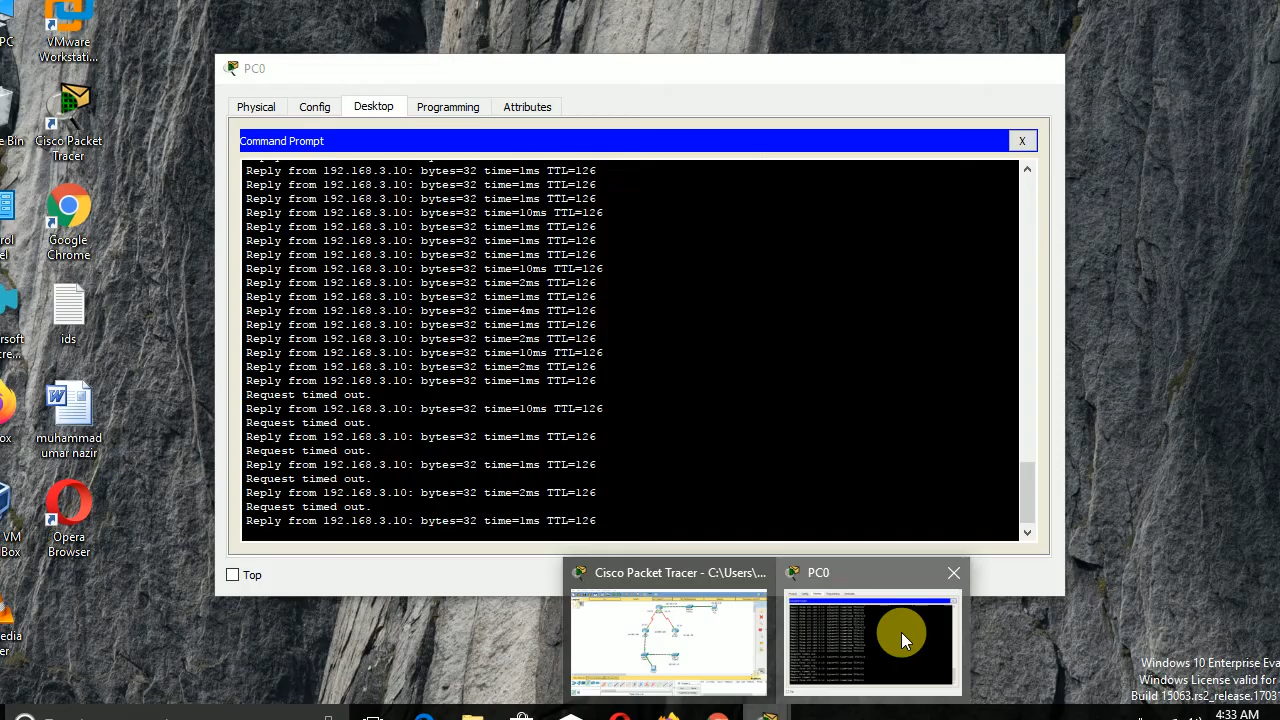 PC
VMware
Workstati...
e Bin
Cisco Packet
Tracer
rol
el
Google
Chrome
rsoft
tre...
ids
ox
muhammad
umar nazir
VM
Box
Opera
Browser
edia
er
PC0
Physical
Config
Desktop
Programming
Attributes
Command Prompt
X
Reply from 192.168.3.10: bytes=32 time=1ms TTL=126
Reply from 192.168.3.10: bytes=32 time=1ms TTL=126
Reply from 192.168.3.10: bytes=32 time=1ms TTL=126
Reply from 192.168.3.10: bytes=32 time=10ms TTL=126
Reply from 192.168.3.10: bytes=32 time=1ms TTL=126
Reply from 192.168.3.10: bytes=32 time=1ms TTL=126
Reply from 192.168.3.10: bytes=32 time=1ms TTL=126
Reply from 192.168.3.10: bytes=32 time=10ms TTL=126
Reply from 192.168.3.10: bytes=32 time=2ms TTL=126
Reply from 192.168.3.10: bytes=32 time=1ms TTL=126
Reply from 192.168.3.10: bytes=32 time=4ms TTL=126
Reply from 192.168.3.10: bytes=32 time=1ms TTL=126
Reply from 192.168.3.10: bytes=32 time=2ms TTL=126
Reply from 192.168.3.10: bytes=32 time=10ms TTL=126
Reply from 192.168.3.10: bytes=32 time=2ms TTL=126
Reply from 192.168.3.10: bytes=32 time=1ms TTL=126
Request timed out.
Reply from 192.168.3.10: bytes=32 time=10ms TTL=126
Request timed out.
Reply from 192.168.3.10: bytes=32 time=1ms TTL=126
Request timed out.
Reply from 192.168.3.10: bytes=32 time=1ms TTL=126
Request timed out.
Reply from 192.168.3.10: bytes=32 time=2ms TTL=126
Request timed out.
Reply from 192.168.3.10: bytes=32 time=1ms TTL=126
Top
Cisco Packet Tracer - C:\Users\...
PC0
Windows 10 Pro
Windows License valid
Build 15063.rs2_release.1703
4:33 AM